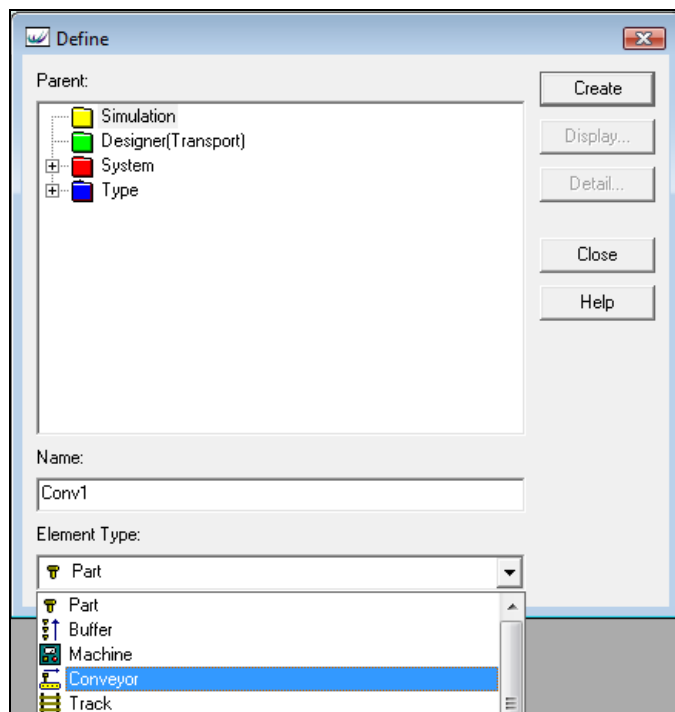 Define
Parent:
Create
Simulation
Designer(Transport)
Display...
System
Type
Detail...
Close
Help
Name:
Conv1
Element Type:
Part
Part
Buffer
Machine
Conveyor
Track